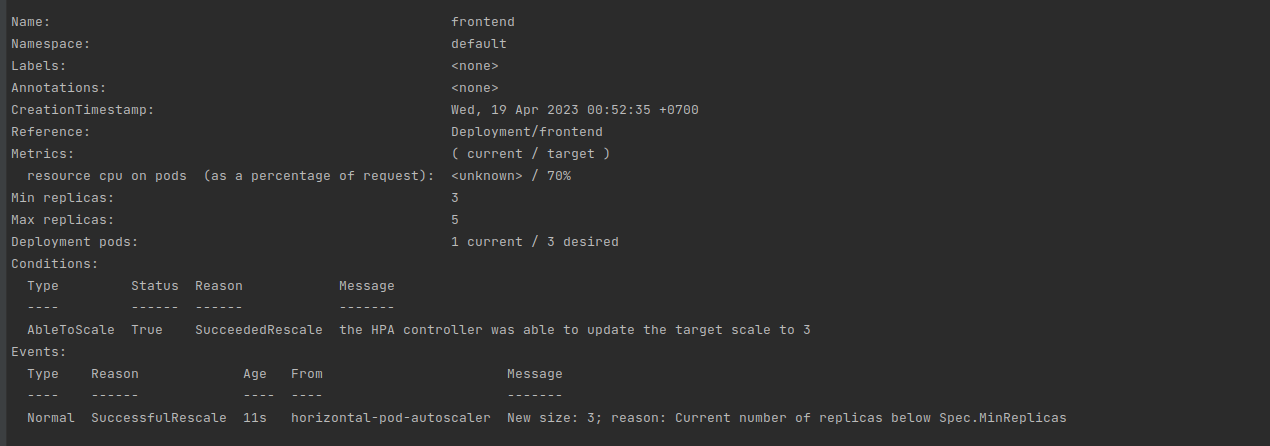 Name: frontend
Namespace: default
Labels: <none>
Annotations: <none>
CreationTimestamp: Wed, 19 Apr 2023 00:52:35 +0700
Reference: Deployment/frontend
Metrics: ( current / target )
resource cpu on pods (as a percentage of request): <unknown> / 70%
Min replicas: 3
Max replicas: 5
Deployment pods: 1 current / 3 desired
Conditions:
Type Status Reason Message
---- ------ ------ -------
AbleToScale True SucceededRescale the HPA controller was able to update the target scale to 3
Events:
Type Reason Age From Message
---- ------ ---- ---- -------
Normal SuccessfulRescale 11s horizontal-pod-autoscaler New size: 3; reason: Current number of replicas below Spec.MinReplicas